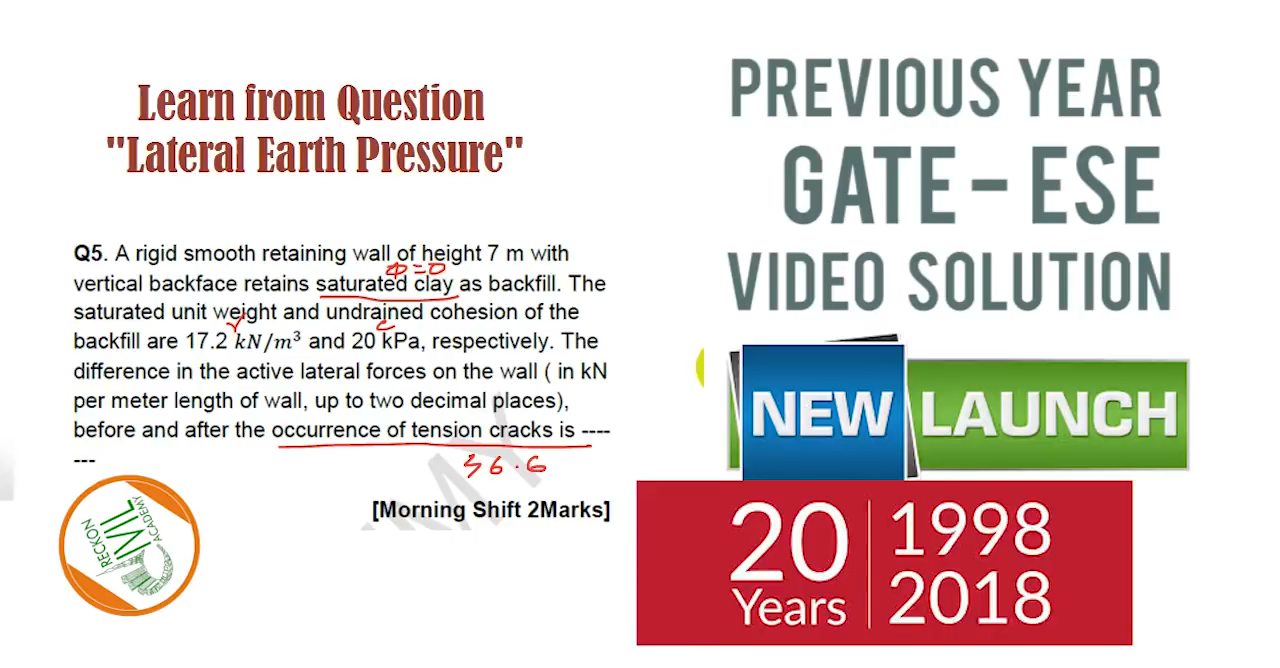 Learn from Question
"Lateral Earth Pressure"
Q5. A rigid smooth retaining wall of height 7 m with
Φ=0
vertical backface retains saturated clay as backfill. The
saturated unit weight and undrained cohesion of the
c
backfill are 17.2 kN/m³ and 20 kPa, respectively. The
difference in the active lateral forces on the wall ( in kN
per meter length of wall, up to two decimal places),
before and after the occurrence of tension cracks is ----
---
36.6
[Morning Shift 2Marks]
RECKON
CIVIL
ACADEMY
PREVIOUS YEAR
GATE – ESE
VIDEO SOLUTION
NEW LAUNCH
20 Years
1998
2018